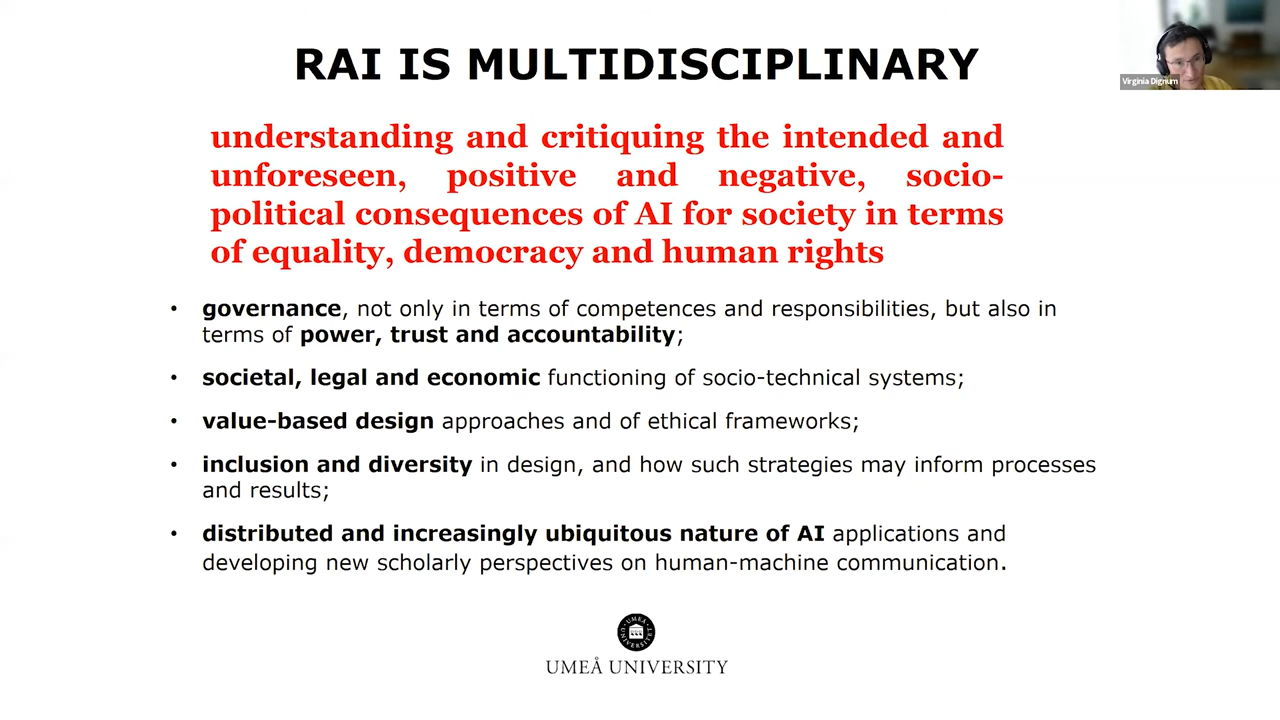 RAI IS MULTIDISCIPLINARY
Virginia Dignum
understanding and critiquing the intended and
unforeseen, positive and negative, socio-
political consequences of AI for society in terms
of equality, democracy and human rights
• governance, not only in terms of competences and responsibilities, but also in
terms of power, trust and accountability;
• societal, legal and economic functioning of socio-technical systems;
• value-based design approaches and of ethical frameworks;
• inclusion and diversity in design, and how such strategies may inform processes
and results;
• distributed and increasingly ubiquitous nature of AI applications and
developing new scholarly perspectives on human-machine communication.
UMEÅ UNIVERSITET
UMEÅ UNIVERSITY